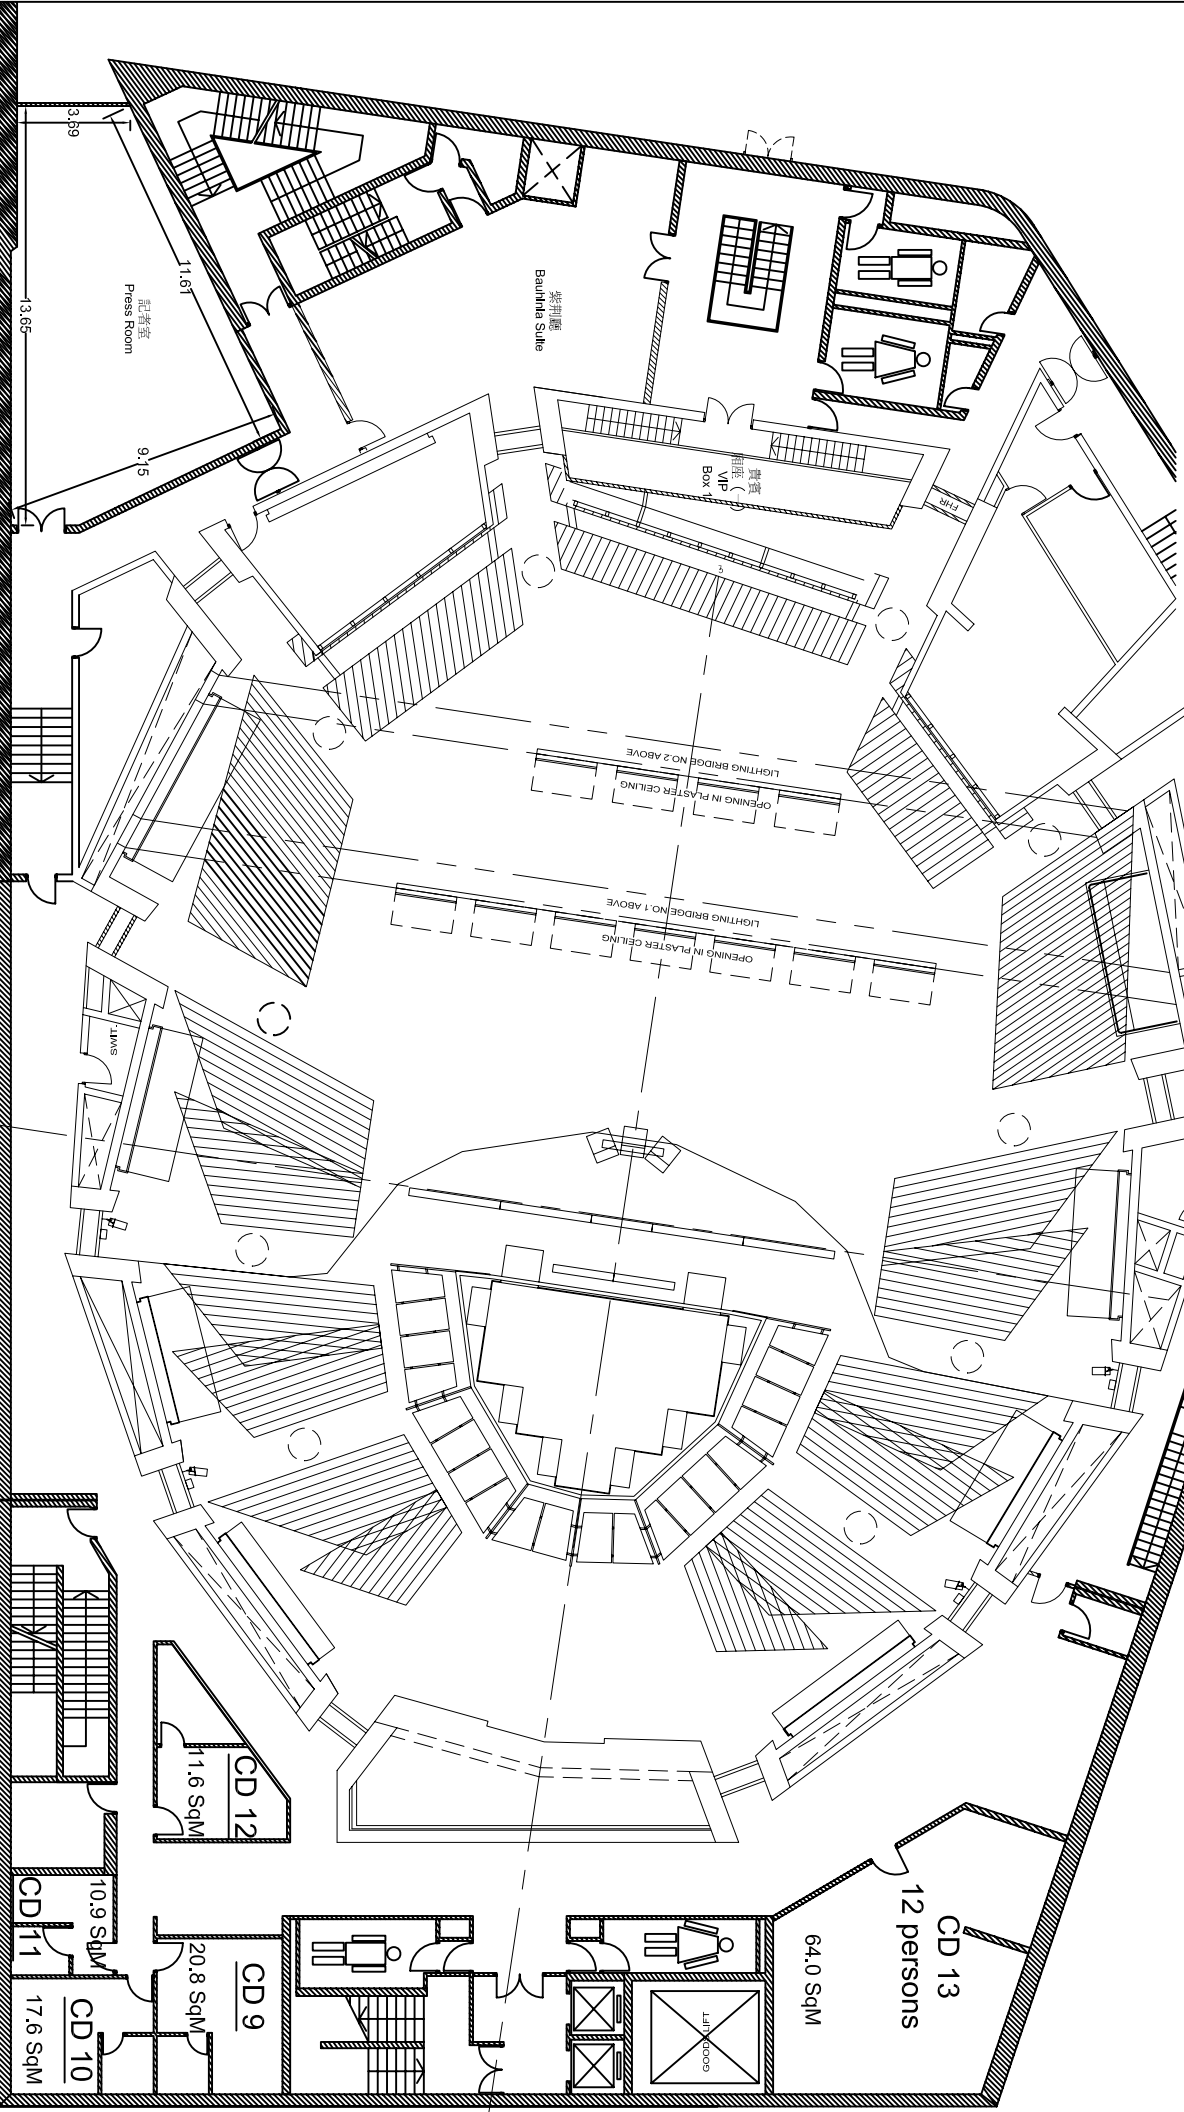 3.69
11.61
13.65
9.15
記者室
Press Room
紫荊廳
Bauhinia Suite
貴賓
廂座 (一)
VIP
Box 1
FHR
LIGHTING BRIDGE NO.2 ABOVE
OPENING IN PLASTER CEILING
LIGHTING BRIDGE NO.1 ABOVE
OPENING IN PLASTER CEILING
SWIT.
CD 12
11.6 SqM
CD 11
10.9 SqM
CD 9
20.8 SqM
CD 10
17.6 SqM
CD 13
12 persons
64.0 SqM
GOODS LIFT